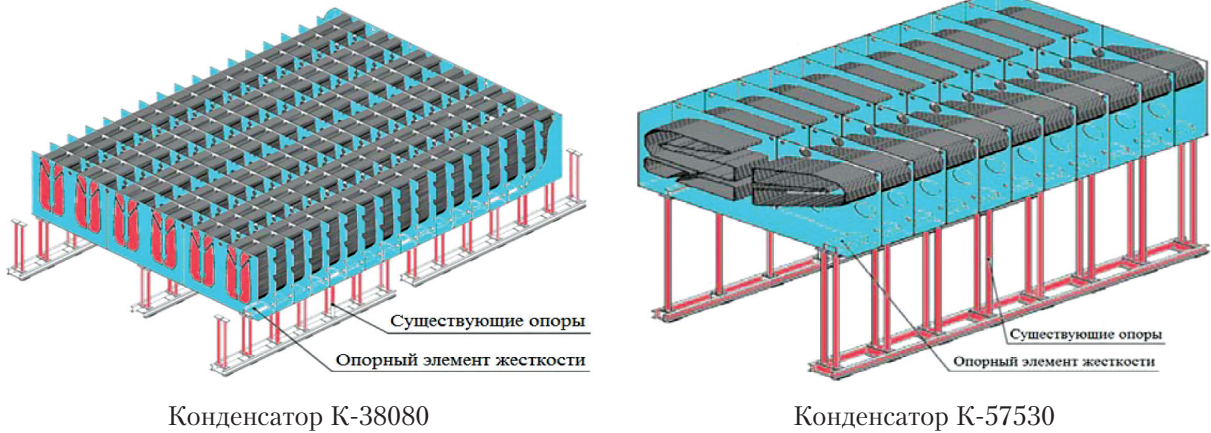 Существующие опоры
Опорный элемент жесткости
Конденсатор К-38080
Существующие опоры
Опорный элемент жесткости
Конденсатор К-57530